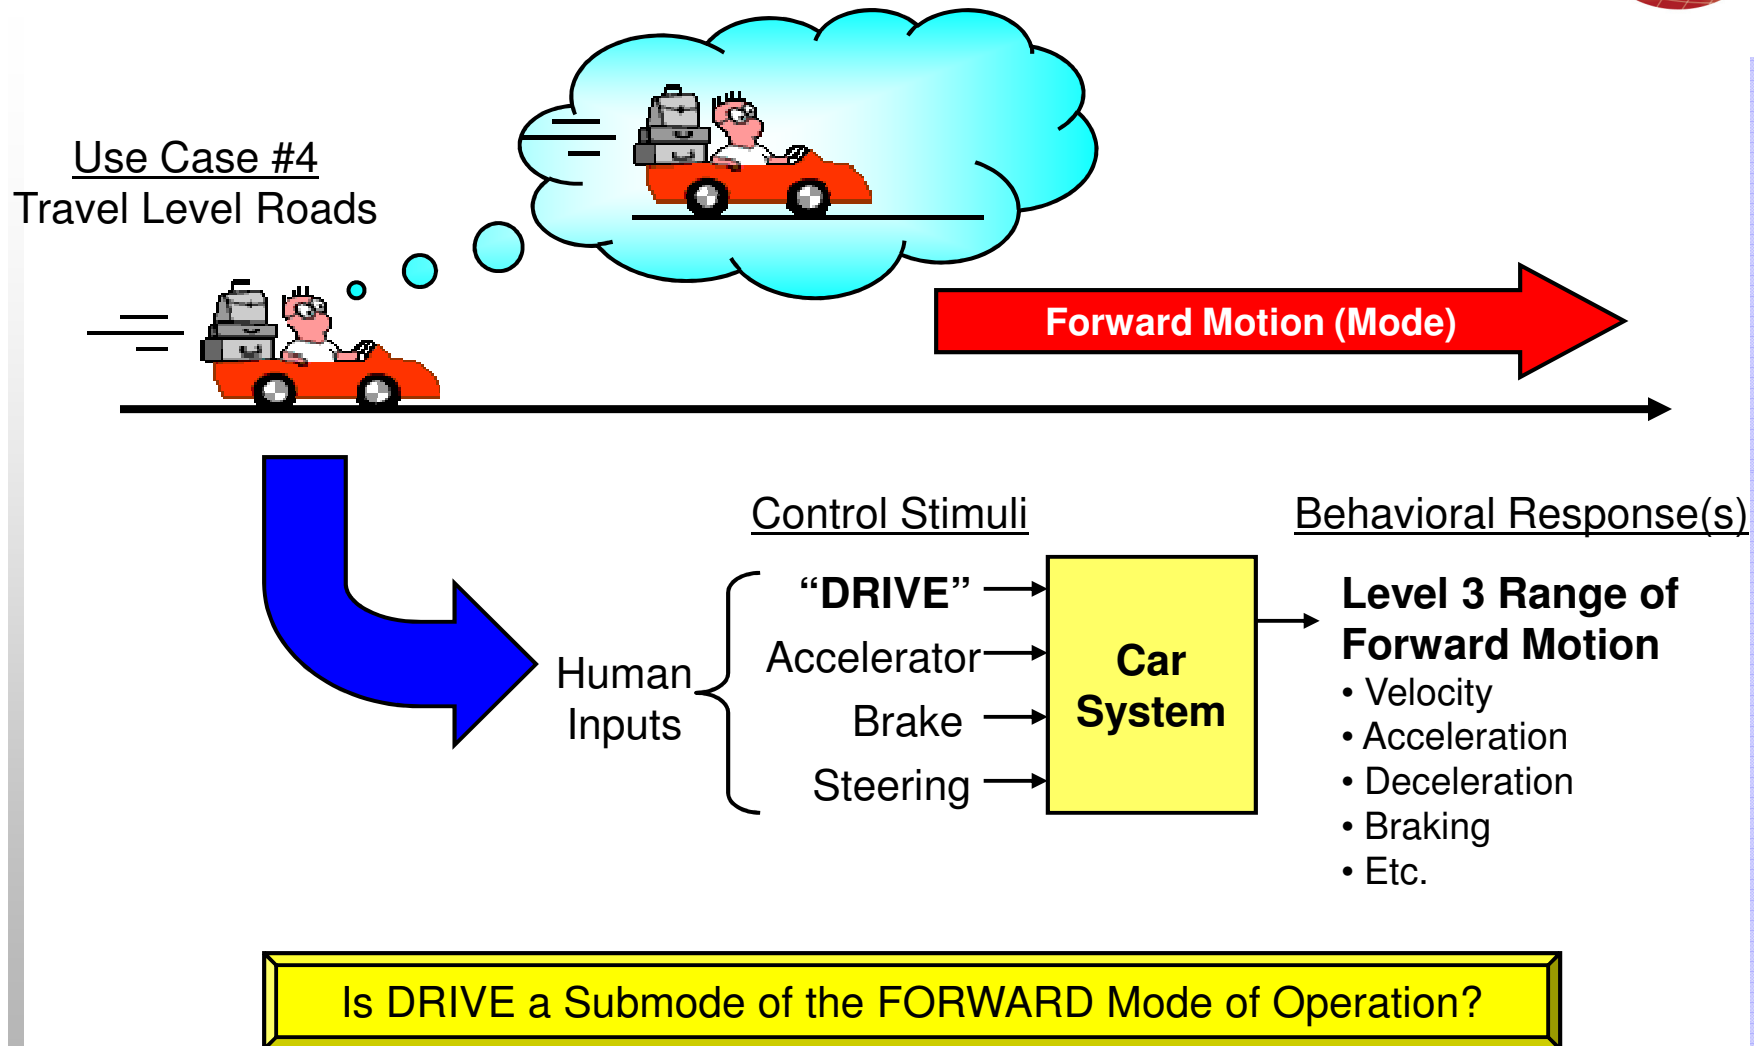 Use Case #4
Travel Level Roads
Forward Motion (Mode)
Control Stimuli
Behavioral Response(s)
Human
Inputs
“DRIVE”
Accelerator
Brake
Steering
Car
System
Level 3 Range of
Forward Motion
• Velocity
• Acceleration
• Deceleration
• Braking
• Etc.
Is DRIVE a Submode of the FORWARD Mode of Operation?